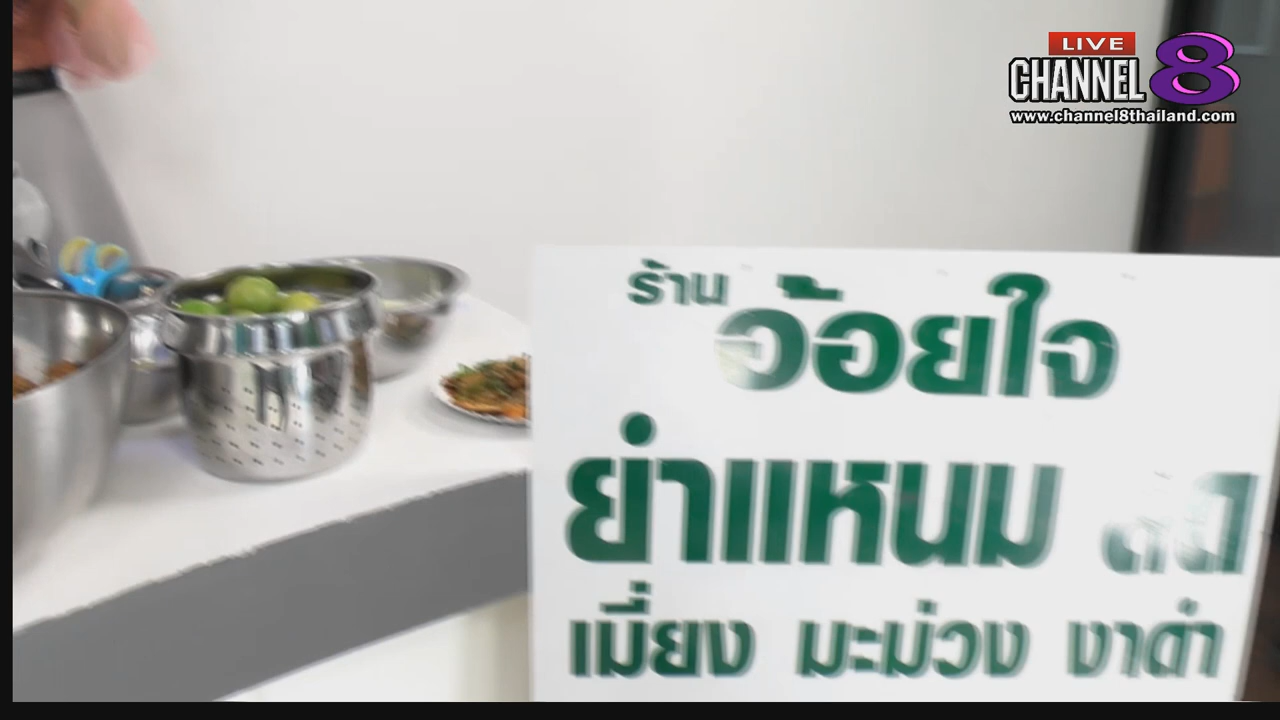 LIVE
CHANNEL 8
www.channel8thailand.com
ร้าน
อ้อยใจ
ยำแหนม
เมี่ยง มะม่วง งาดำ